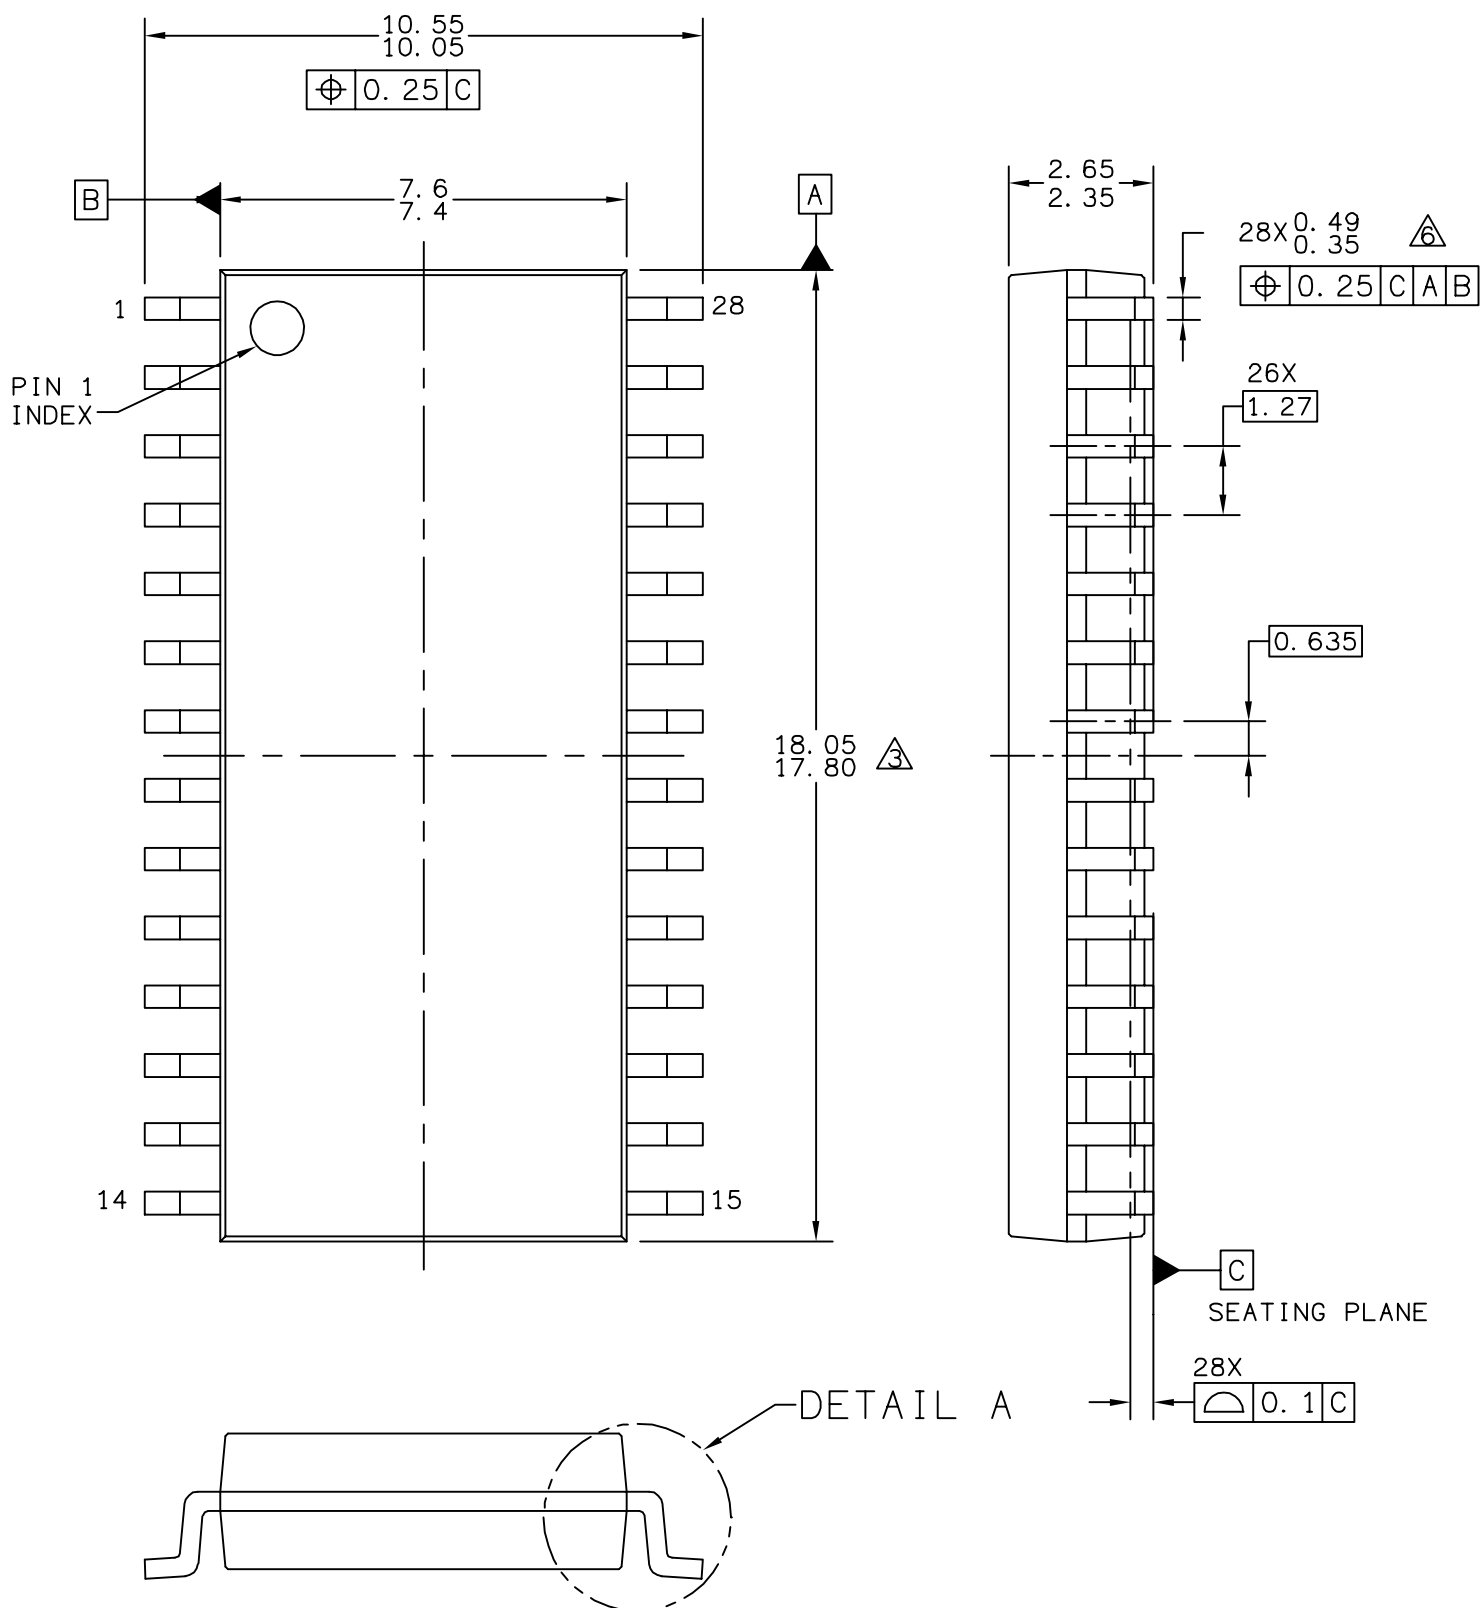 10.55
10.05
⌖ 0.25 C
B
7.6
7.4
A
2.65
2.35
28X 0.49
0.35
6
⌖ 0.25 C A B
1
28
PIN 1
INDEX
26X
1.27
0.635
18.05
17.80
3
14
15
C
SEATING PLANE
28X
⌓ 0.1 C
DETAIL A